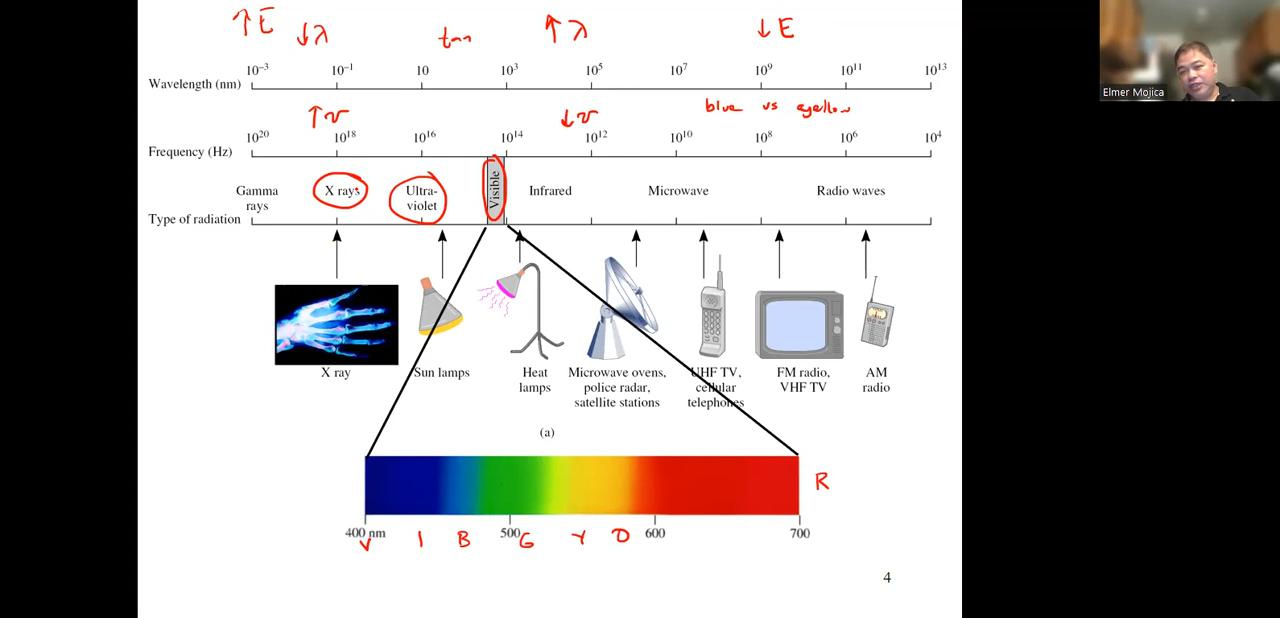 ↑E ↓λ tan ↑λ ↓E
10⁻³ 10⁻¹ 10 10³ 10⁵ 10⁷ 10⁹ 10¹¹ 10¹³
Wavelength (nm)
Elmer Mojica
↑ν ↓ν blue vs yellow
10²⁰ 10¹⁸ 10¹⁶ 10¹⁴ 10¹² 10¹⁰ 10⁸ 10⁶ 10⁴
Frequency (Hz)
Gamma rays X rays Ultra-violet Visible Infrared Microwave Radio waves
Type of radiation
X ray Sun lamps Heat lamps Microwave ovens, police radar, satellite stations UHF TV, cellular telephones FM radio, VHF TV AM radio
(a)
R
400 nm 500 600 700
V I B G Y O
4